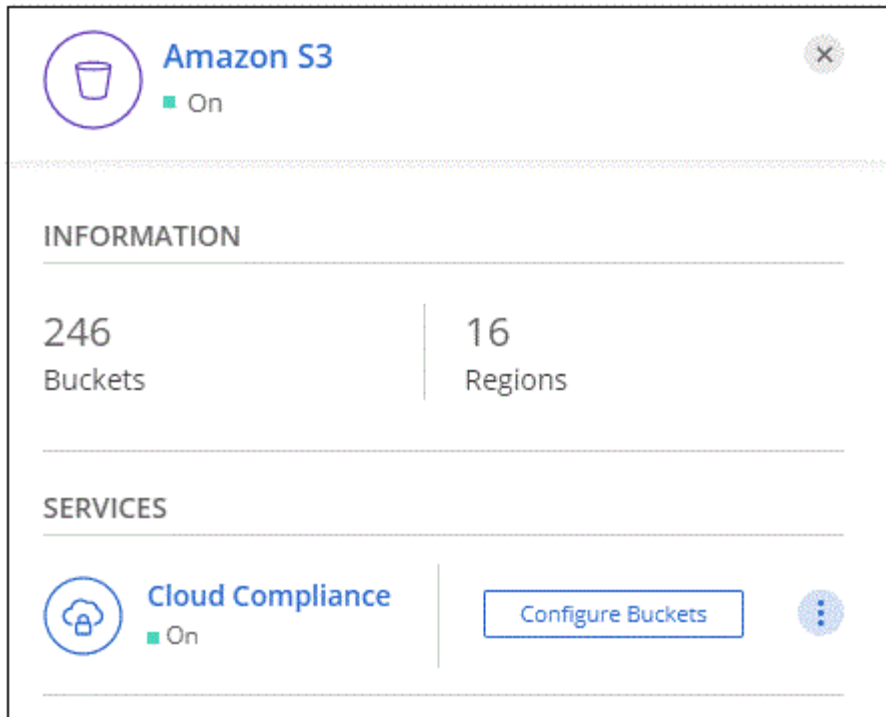 Amazon S3
On
INFORMATION
246
Buckets
16
Regions
SERVICES
Cloud Compliance
On
Configure Buckets